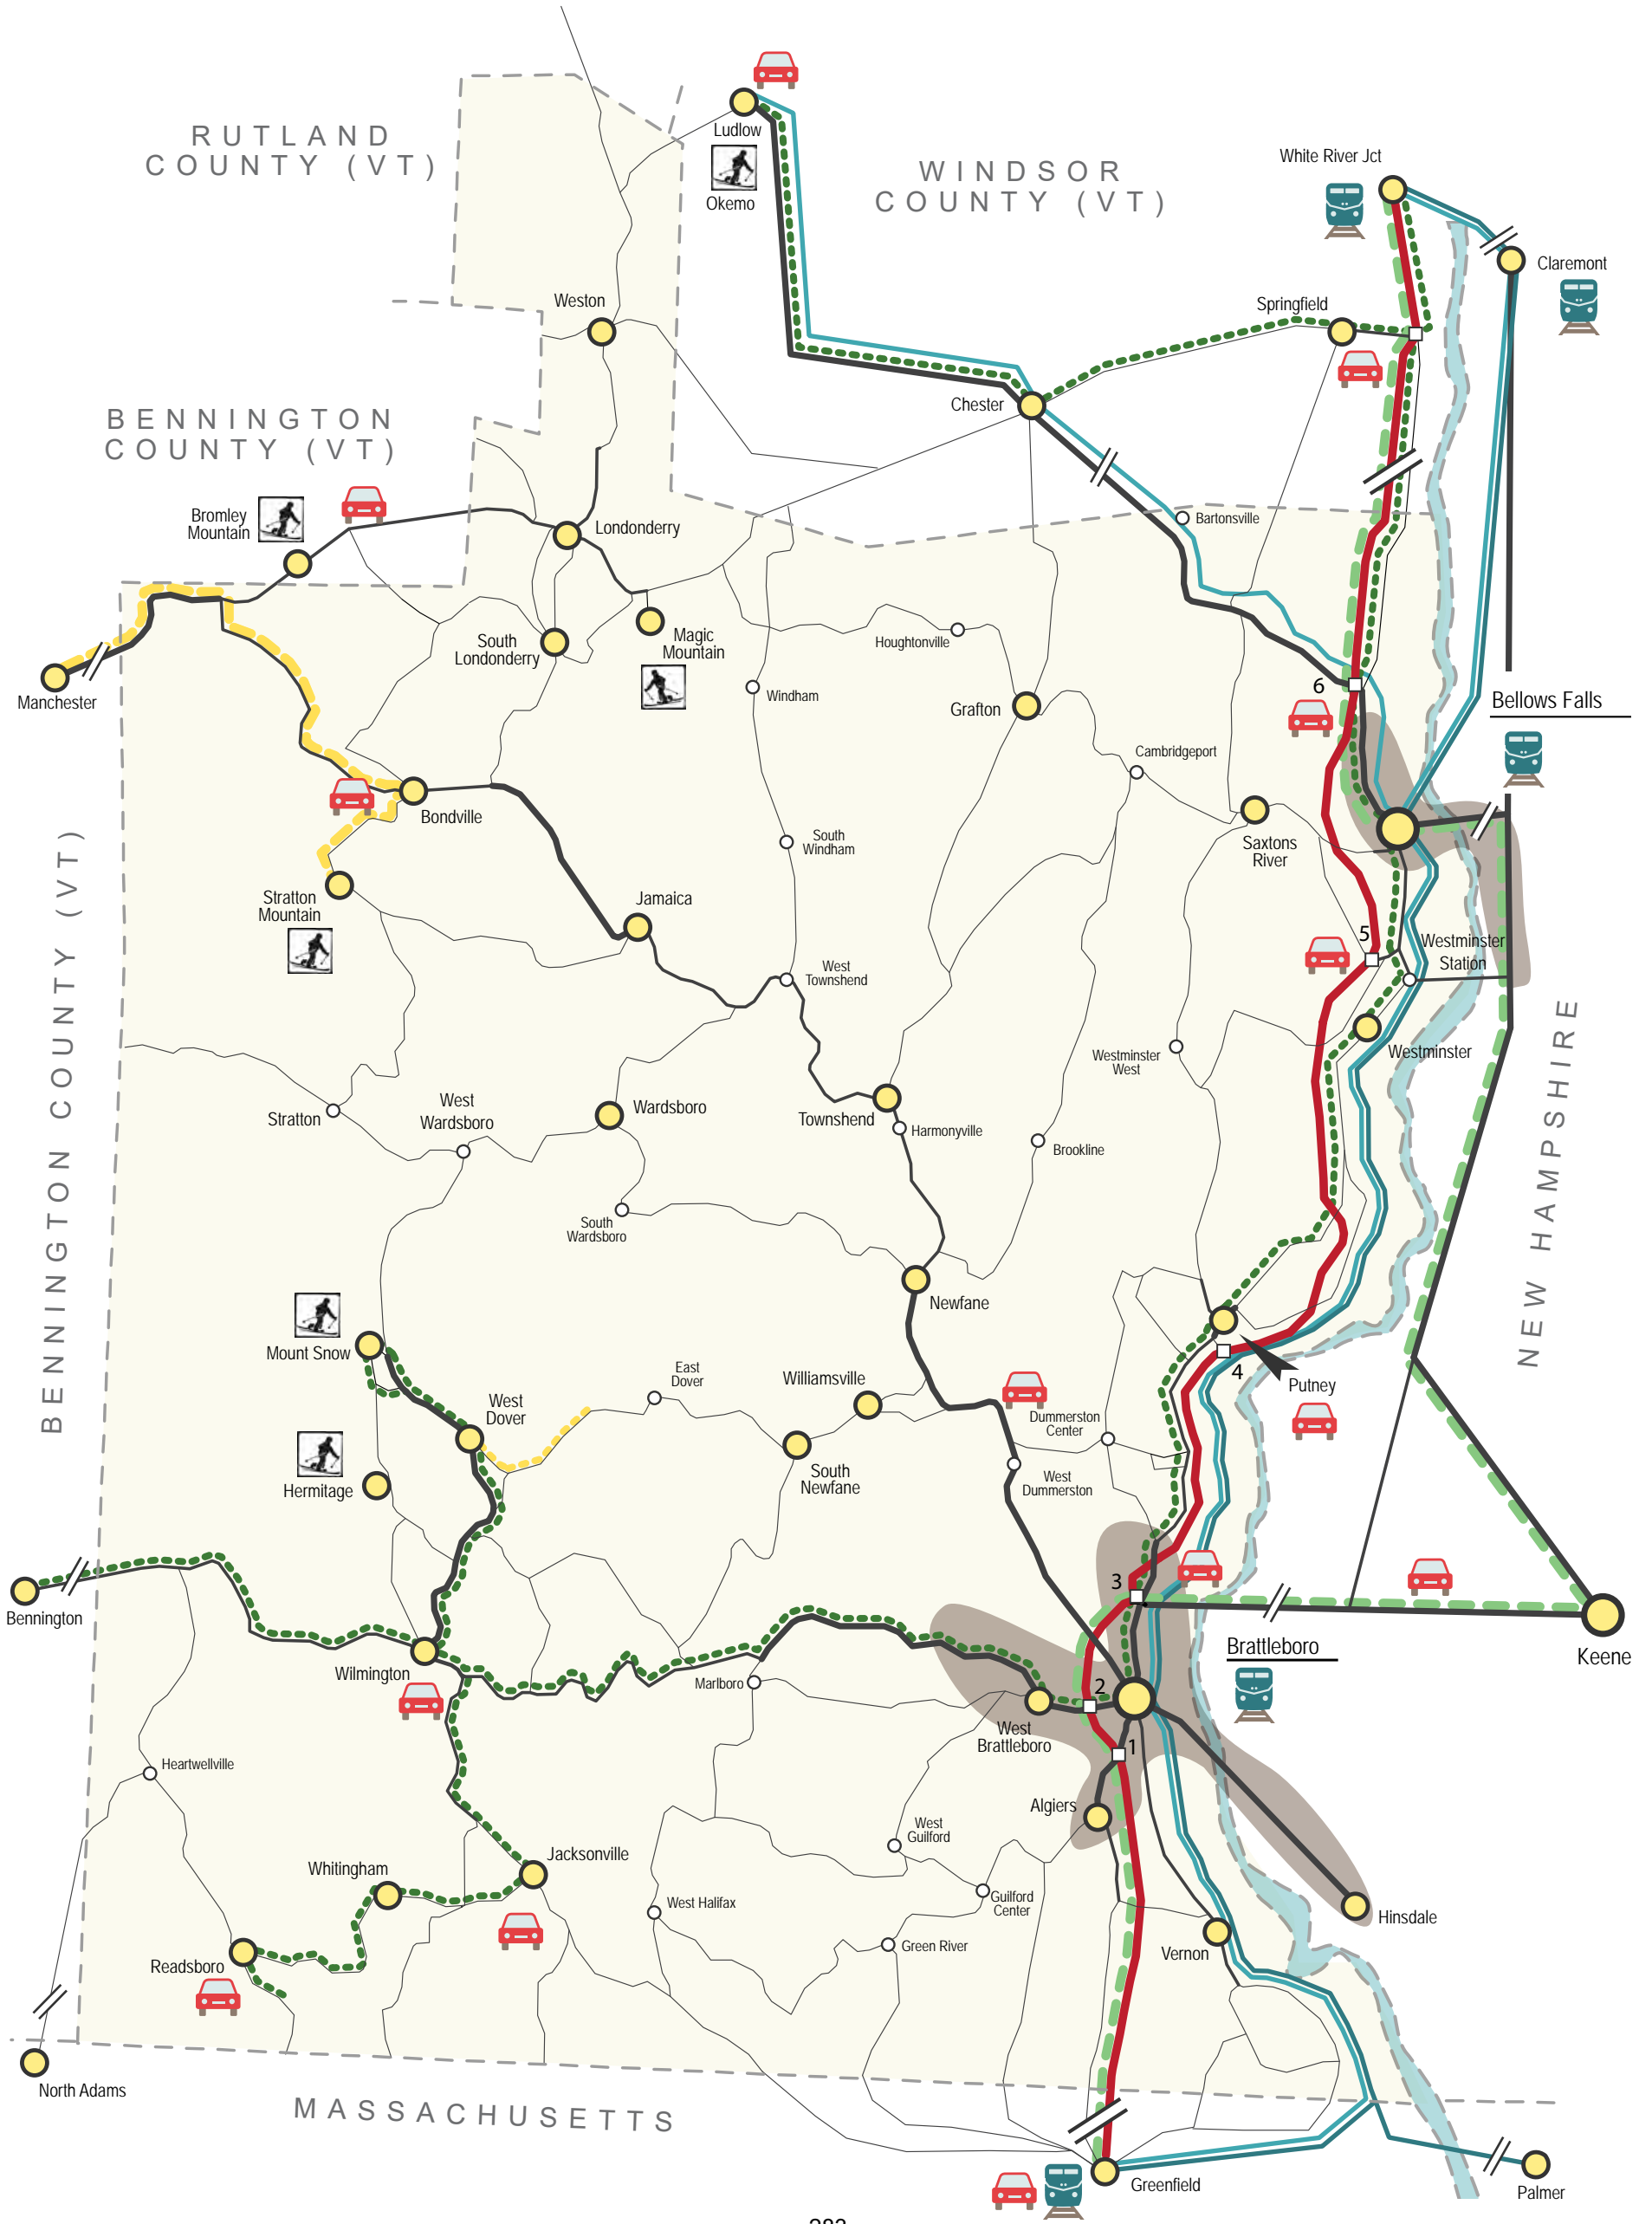 Ludlow
RUTLAND
COUNTY (VT)
WINDSOR
COUNTY (VT)
White River Jct
Okemo
Claremont
Weston
Springfield
Chester
BENNINGTON
COUNTY (VT)
Bromley
Mountain
Londonderry
Bartonsville
South
Londonderry
Magic
Mountain
Houghtonville
Manchester
Windham
Grafton
6
Bellows Falls
Cambridgeport
Bondville
South
Windham
Saxtons
River
Stratton
Mountain
Jamaica
5
Westminster
Station
West
Townshend
BENNINGTON COUNTY (VT)
Westminster
Westminster
West
NEW HAMPSHIRE
Stratton
West
Wardsboro
Wardsboro
Townshend
Harmonyville
Brookline
South
Wardsboro
Newfane
Mount Snow
East
Dover
Williamsville
4
Putney
West
Dover
Dummerston
Center
Hermitage
South
Newfane
West
Dummerston
3
Bennington
Brattleboro
Keene
Wilmington
Marlboro
2
West
Brattleboro
1
Heartwellville
Algiers
West
Guilford
Whitingham
Jacksonville
West Halifax
Guilford
Center
Hinsdale
Green River
Vernon
Readsboro
North Adams
MASSACHUSETTS
Greenfield
Palmer